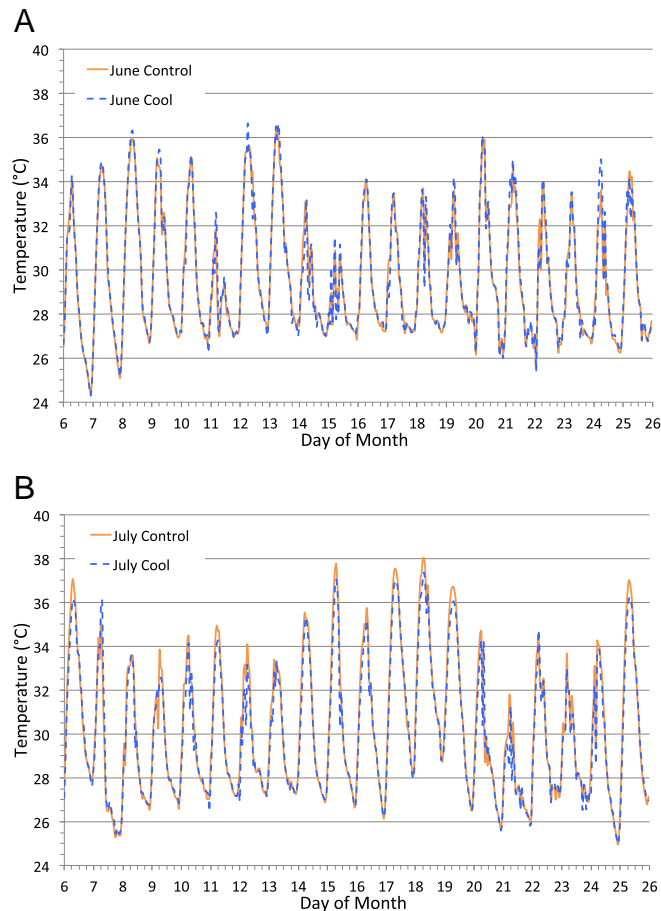 A
40
38
36
34
32
30
28
26
24
Temperature (°C)
June Control
June Cool
6 7 8 9 10 11 12 13 14 15 16 17 18 19 20 21 22 23 24 25 26
Day of Month
B
40
38
36
34
32
30
28
26
24
Temperature (°C)
July Control
July Cool
6 7 8 9 10 11 12 13 14 15 16 17 18 19 20 21 22 23 24 25 26
Day of Month